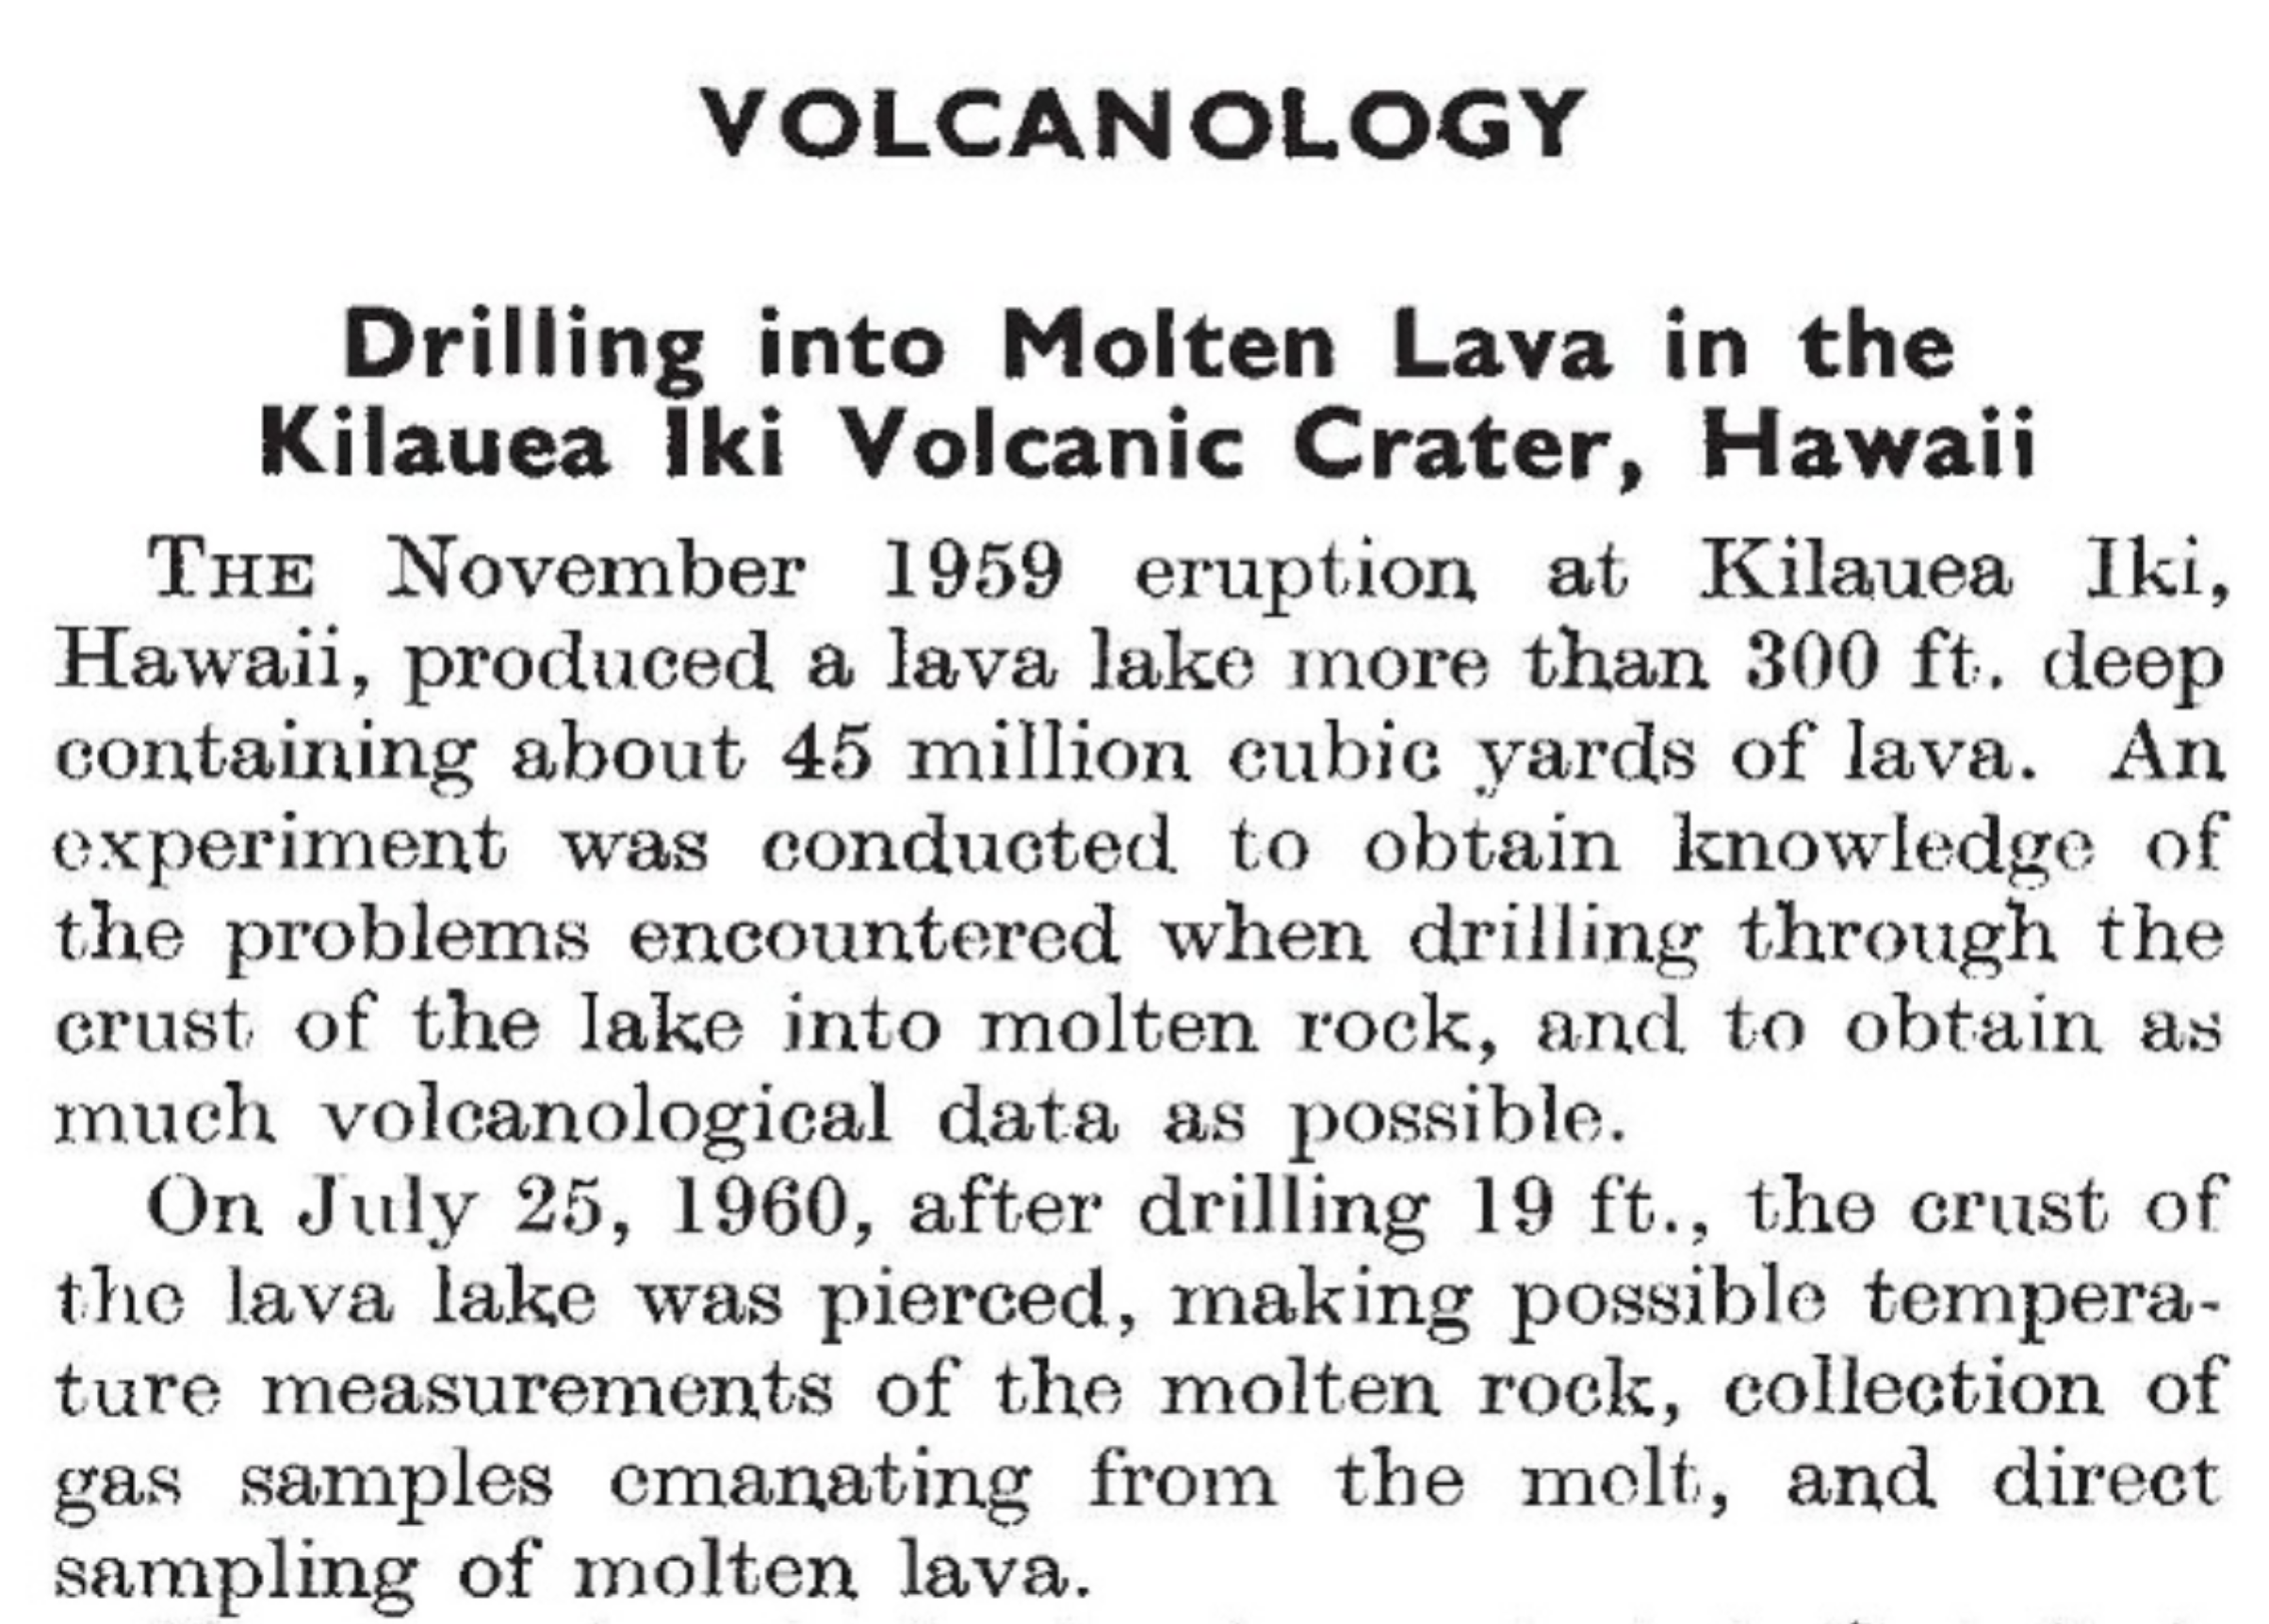 VOLCANOLOGY
Drilling into Molten Lava in the
Kilauea Iki Volcanic Crater, Hawaii
THE November 1959 eruption at Kilauea Iki,
Hawaii, produced a lava lake more than 300 ft. deep
containing about 45 million cubic yards of lava. An
experiment was conducted to obtain knowledge of
the problems encountered when drilling through the
crust of the lake into molten rock, and to obtain as
much volcanological data as possible.
On July 25, 1960, after drilling 19 ft., the crust of
the lava lake was pierced, making possible tempera-
ture measurements of the molten rock, collection of
gas samples emanating from the melt, and direct
sampling of molten lava.